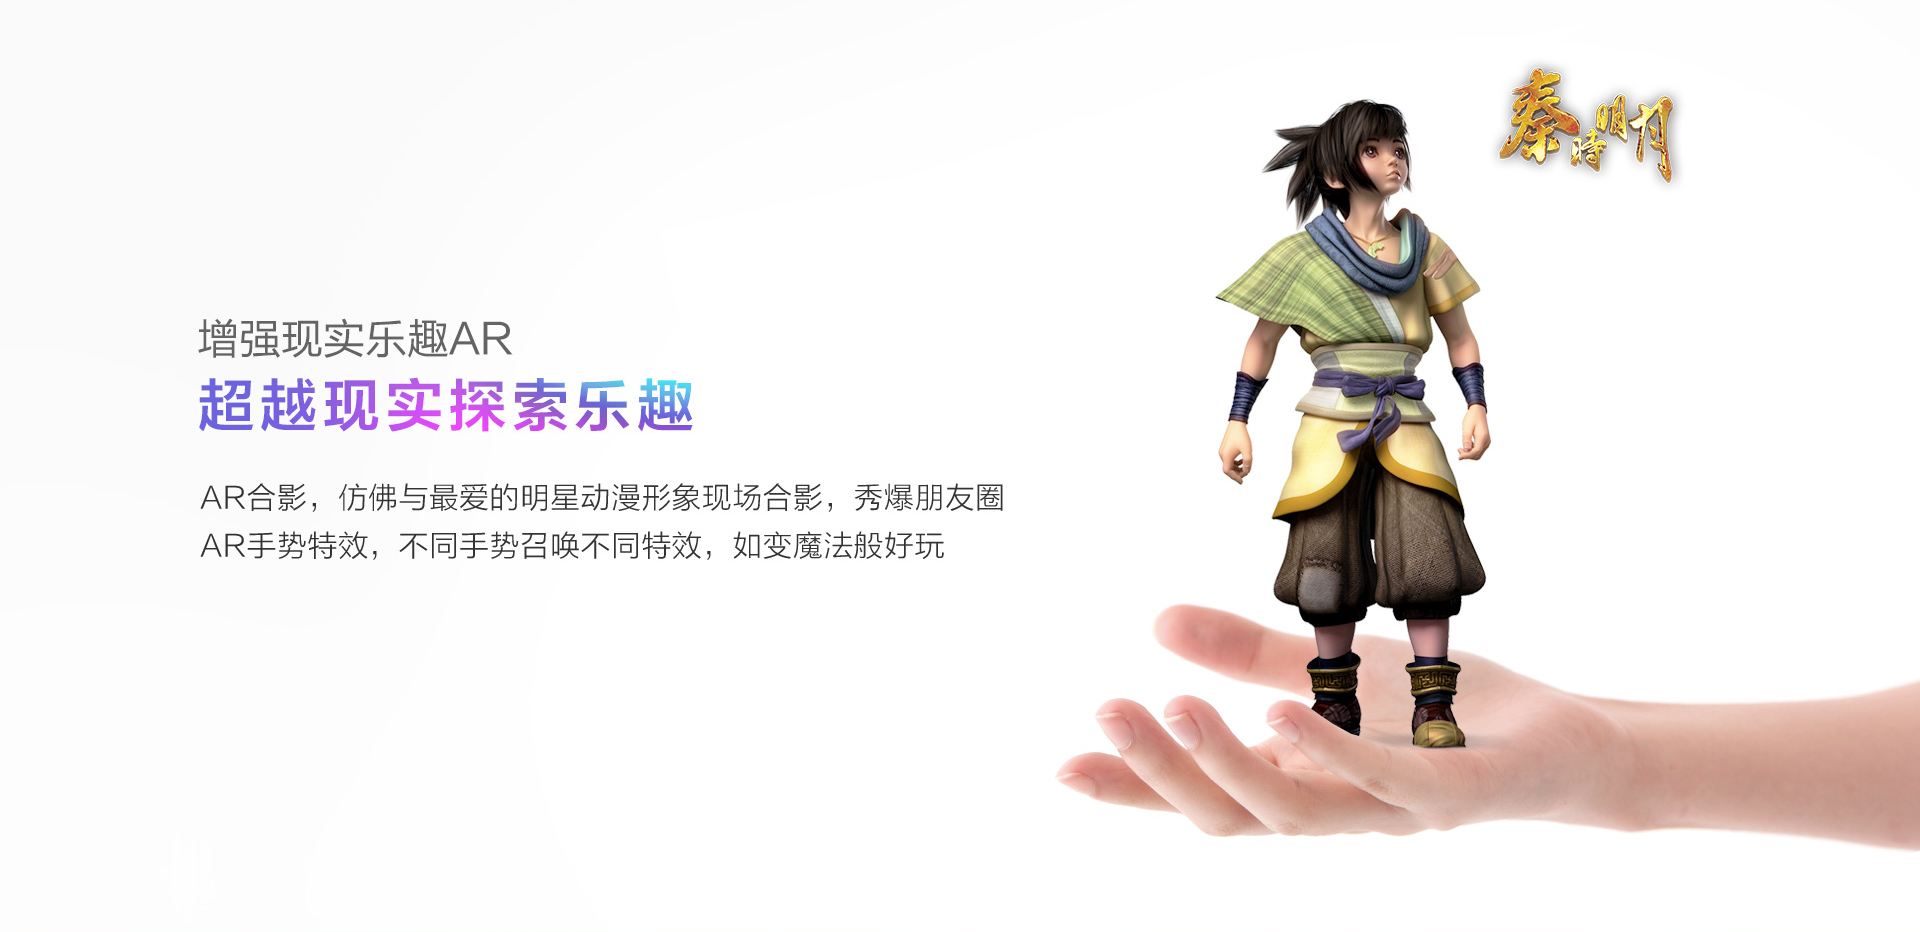 秦時明月
增强现实乐趣AR
超越现实探索乐趣
AR合影，仿佛与最爱的明星动漫形象现场合影，秀爆朋友圈
AR手势特效，不同手势召唤不同特效，如变魔法般好玩